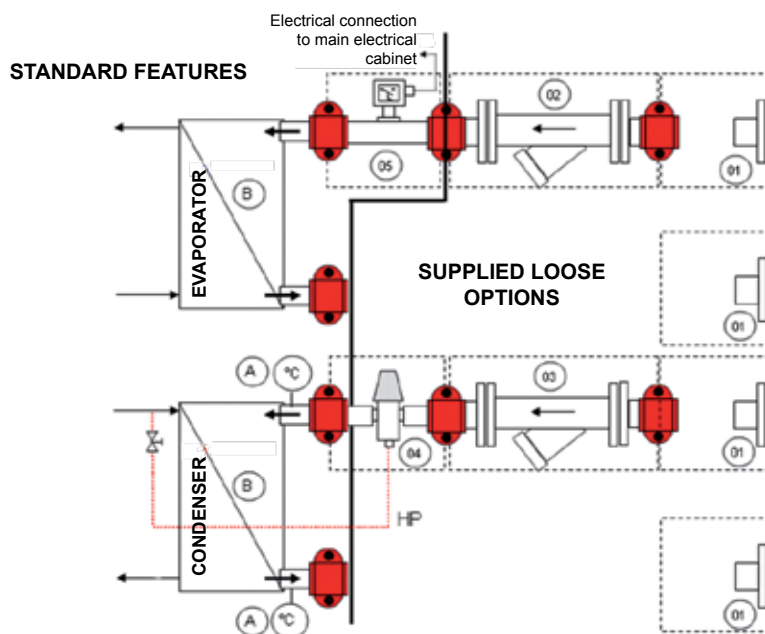 Electrical connection
to main electrical
cabinet
STANDARD FEATURES
02
05
01
B
EVAPORATOR
SUPPLIED LOOSE
OPTIONS
01
A
°C
03
04
01
B
CONDENSER
HP
A
°C
01